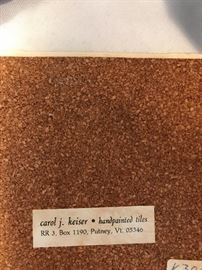 carol j. keiser • handpainted tiles
RR 3, Box 1190, Putney, Vt. 05346